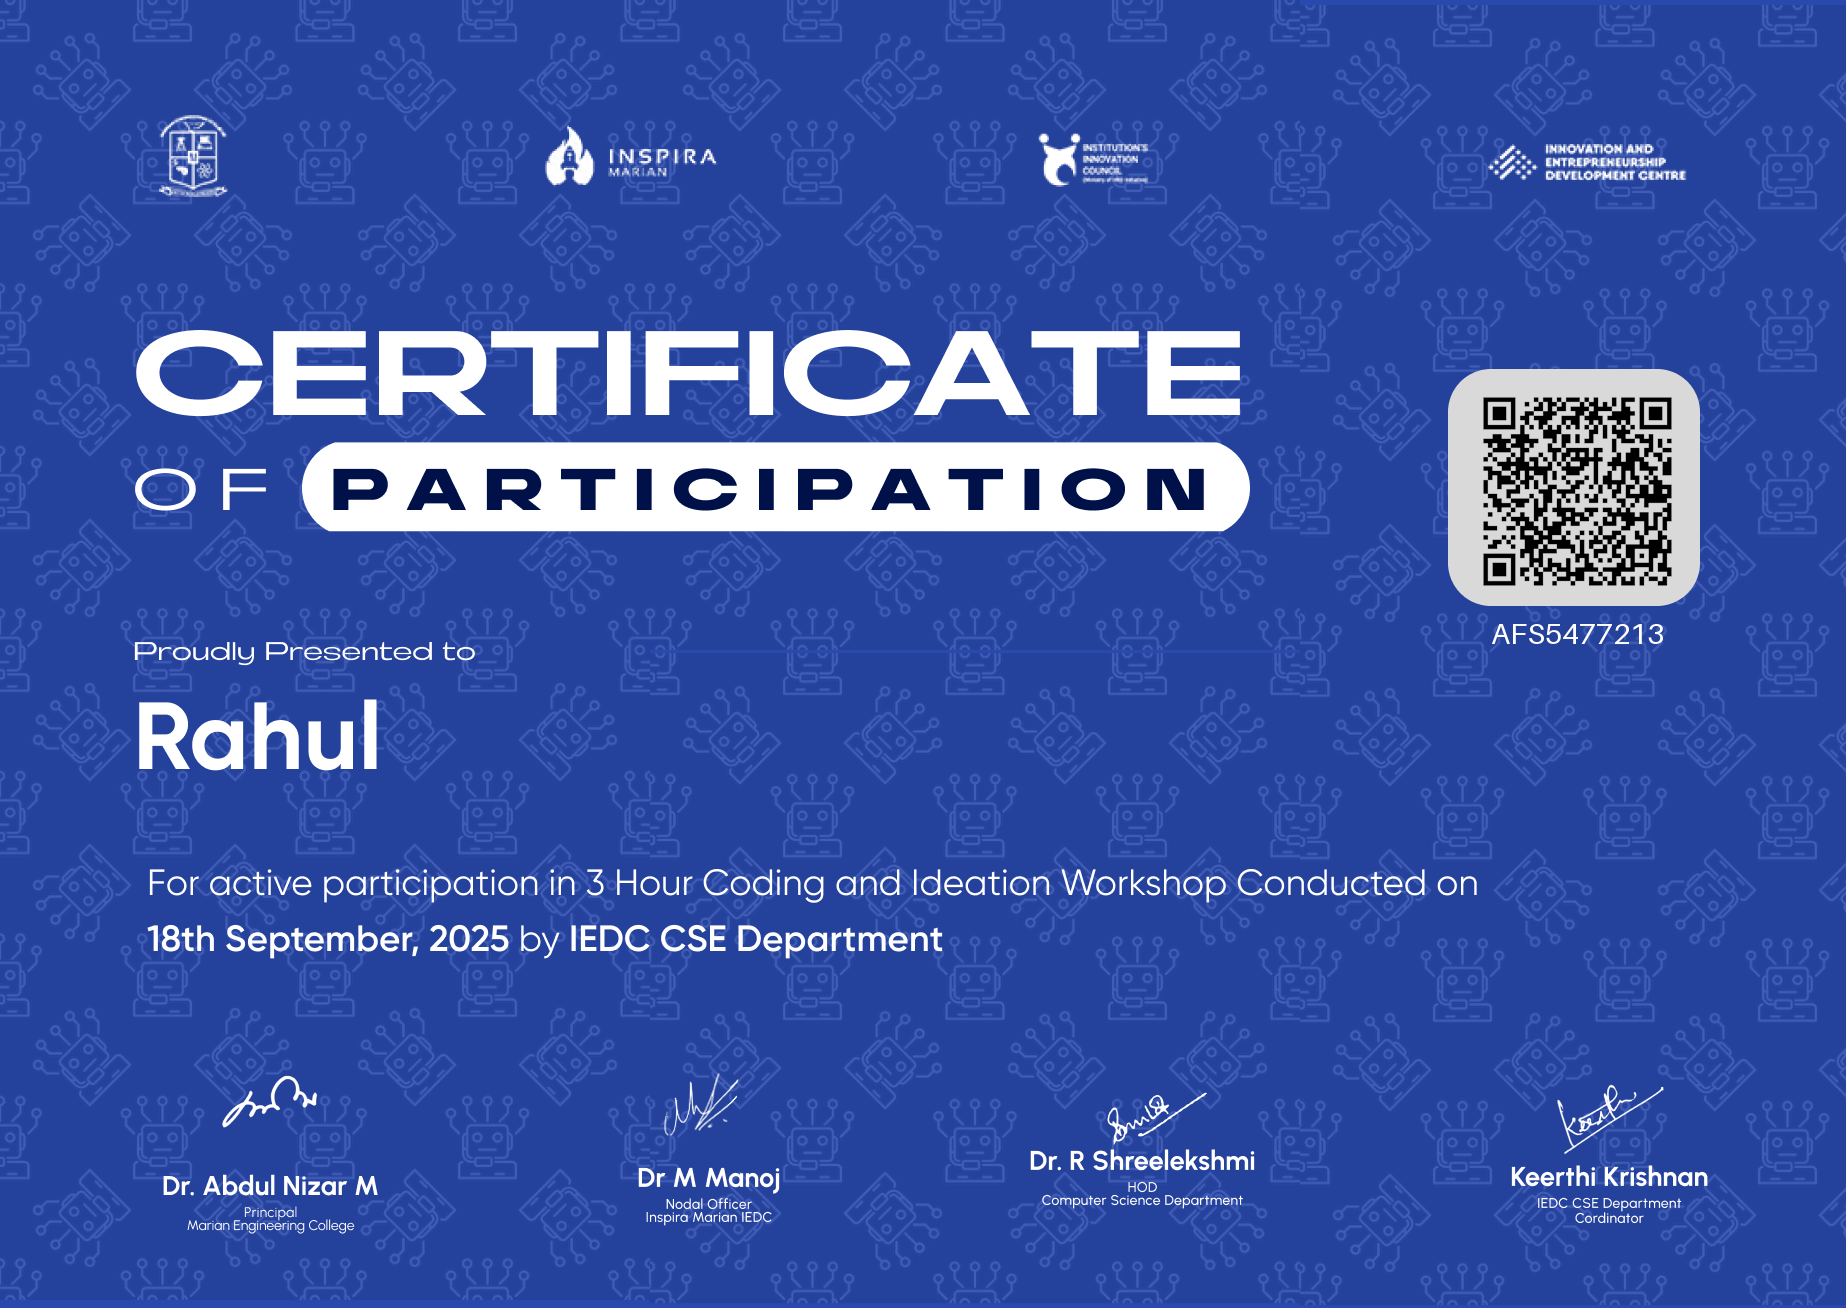 INSPIRA
MARIAN
INSTITUTION'S
INNOVATION
COUNCIL
INNOVATION AND
ENTREPRENEURSHIP
DEVELOPMENT CENTRE
CERTIFICATE
OF PARTICIPATION
AFS5477213
Proudly Presented to
Rahul
For active participation in 3 Hour Coding and Ideation Workshop Conducted on
18th September, 2025 by IEDC CSE Department
Dr. Abdul Nizar M
Principal
Marian Engineering College
Dr M Manoj
Nodal Officer
Inspira Marian IEDC
Dr. R Shreelekshmi
HOD
Computer Science Department
Keerthi Krishnan
IEDC CSE Department
Cordinator